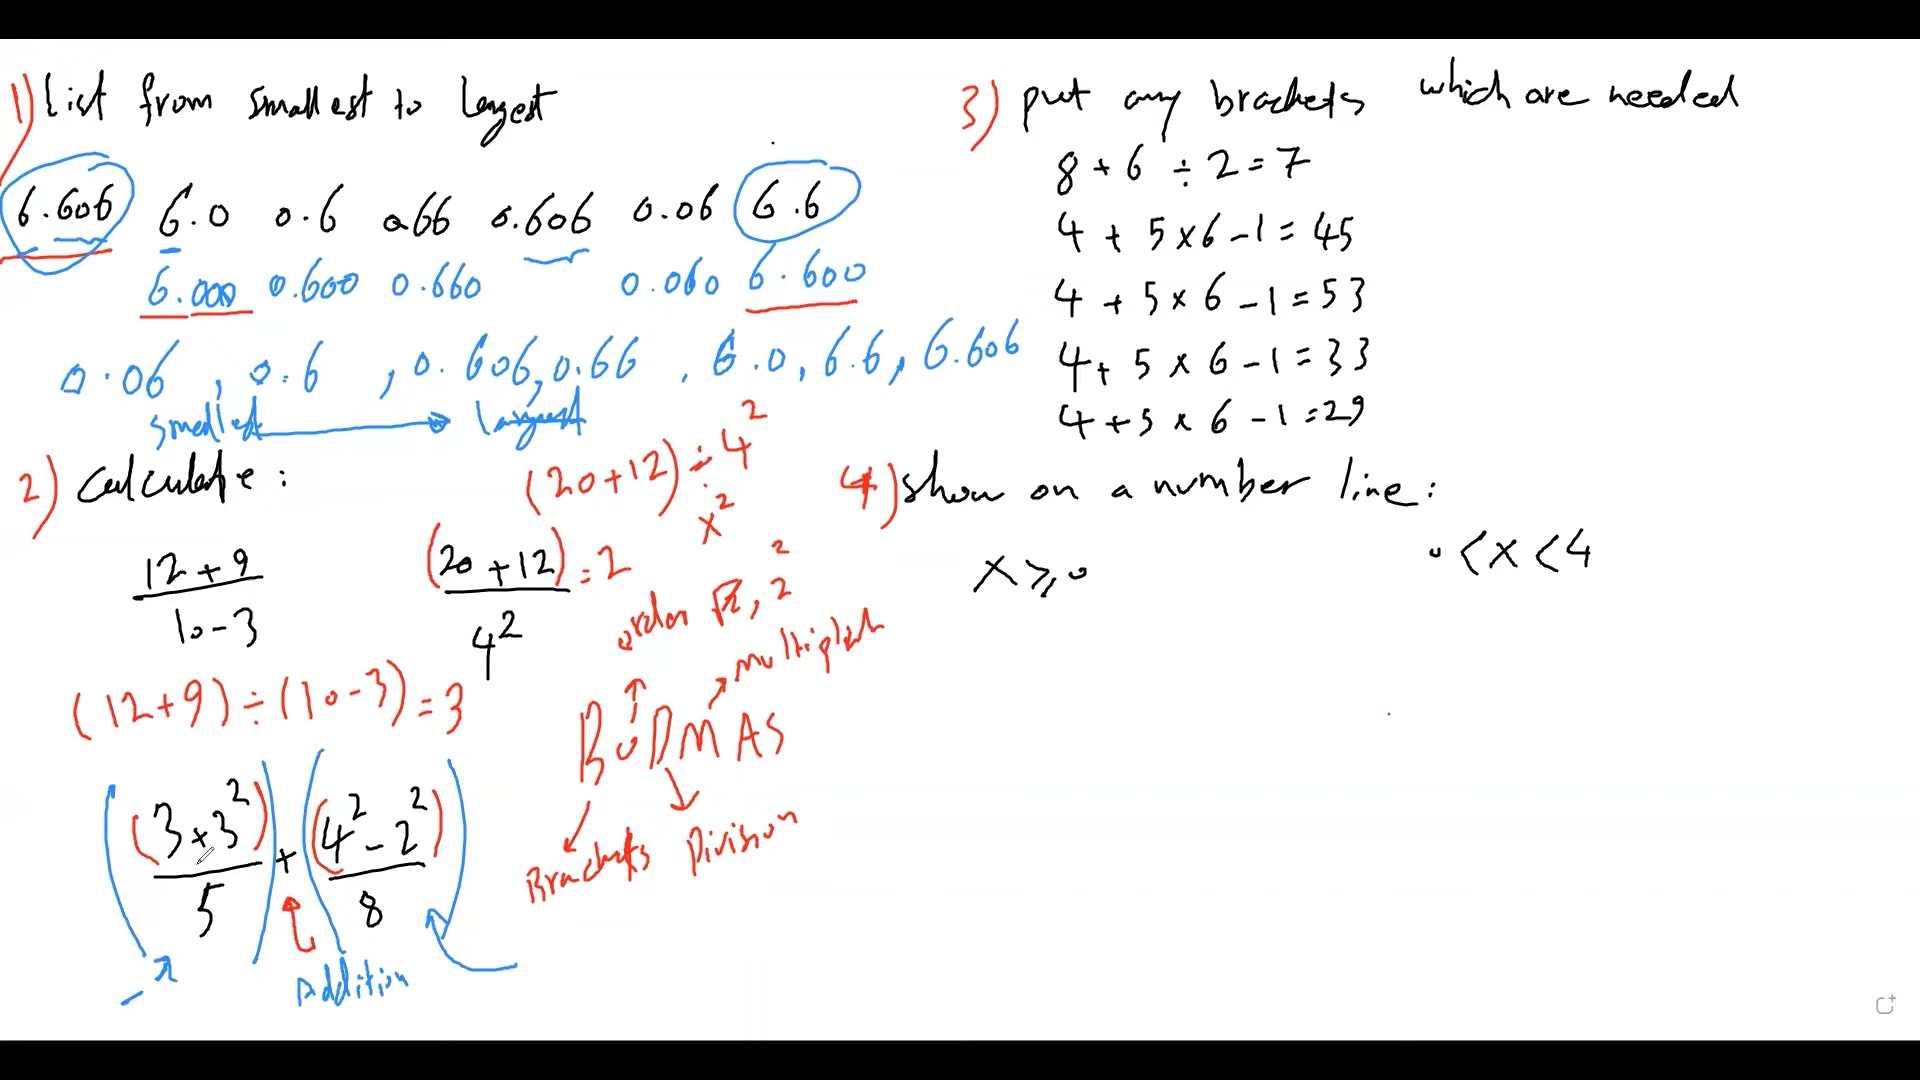 1) List from smallest to largest
6.606 6.0 0.6 0.66 0.606 0.06 6.6
6.000 0.600 0.660 0.060 6.600
0.06 , 0.6 , 0.606, 0.66 , 6.0, 6.6, 6.606
smallest → largest
2) Calculate :
12+9
10-3
(12+9) ÷ (10-3) = 3
(20+12) ÷ 4²
x²
(20+12) = 2
4²
order √2, 2²
multiplication
BODMAS
Brackets Division
((3×3²)
5)
+
((4²-2²)
8)
Addition
3) put any brackets which are needed
8 + 6 ÷ 2 = 7
4 + 5 × 6 - 1 = 45
4 + 5 × 6 - 1 = 53
4 + 5 × 6 - 1 = 33
4 + 5 × 6 - 1 = 29
4) show on a number line :
x ⩾ 0
0 < x < 4